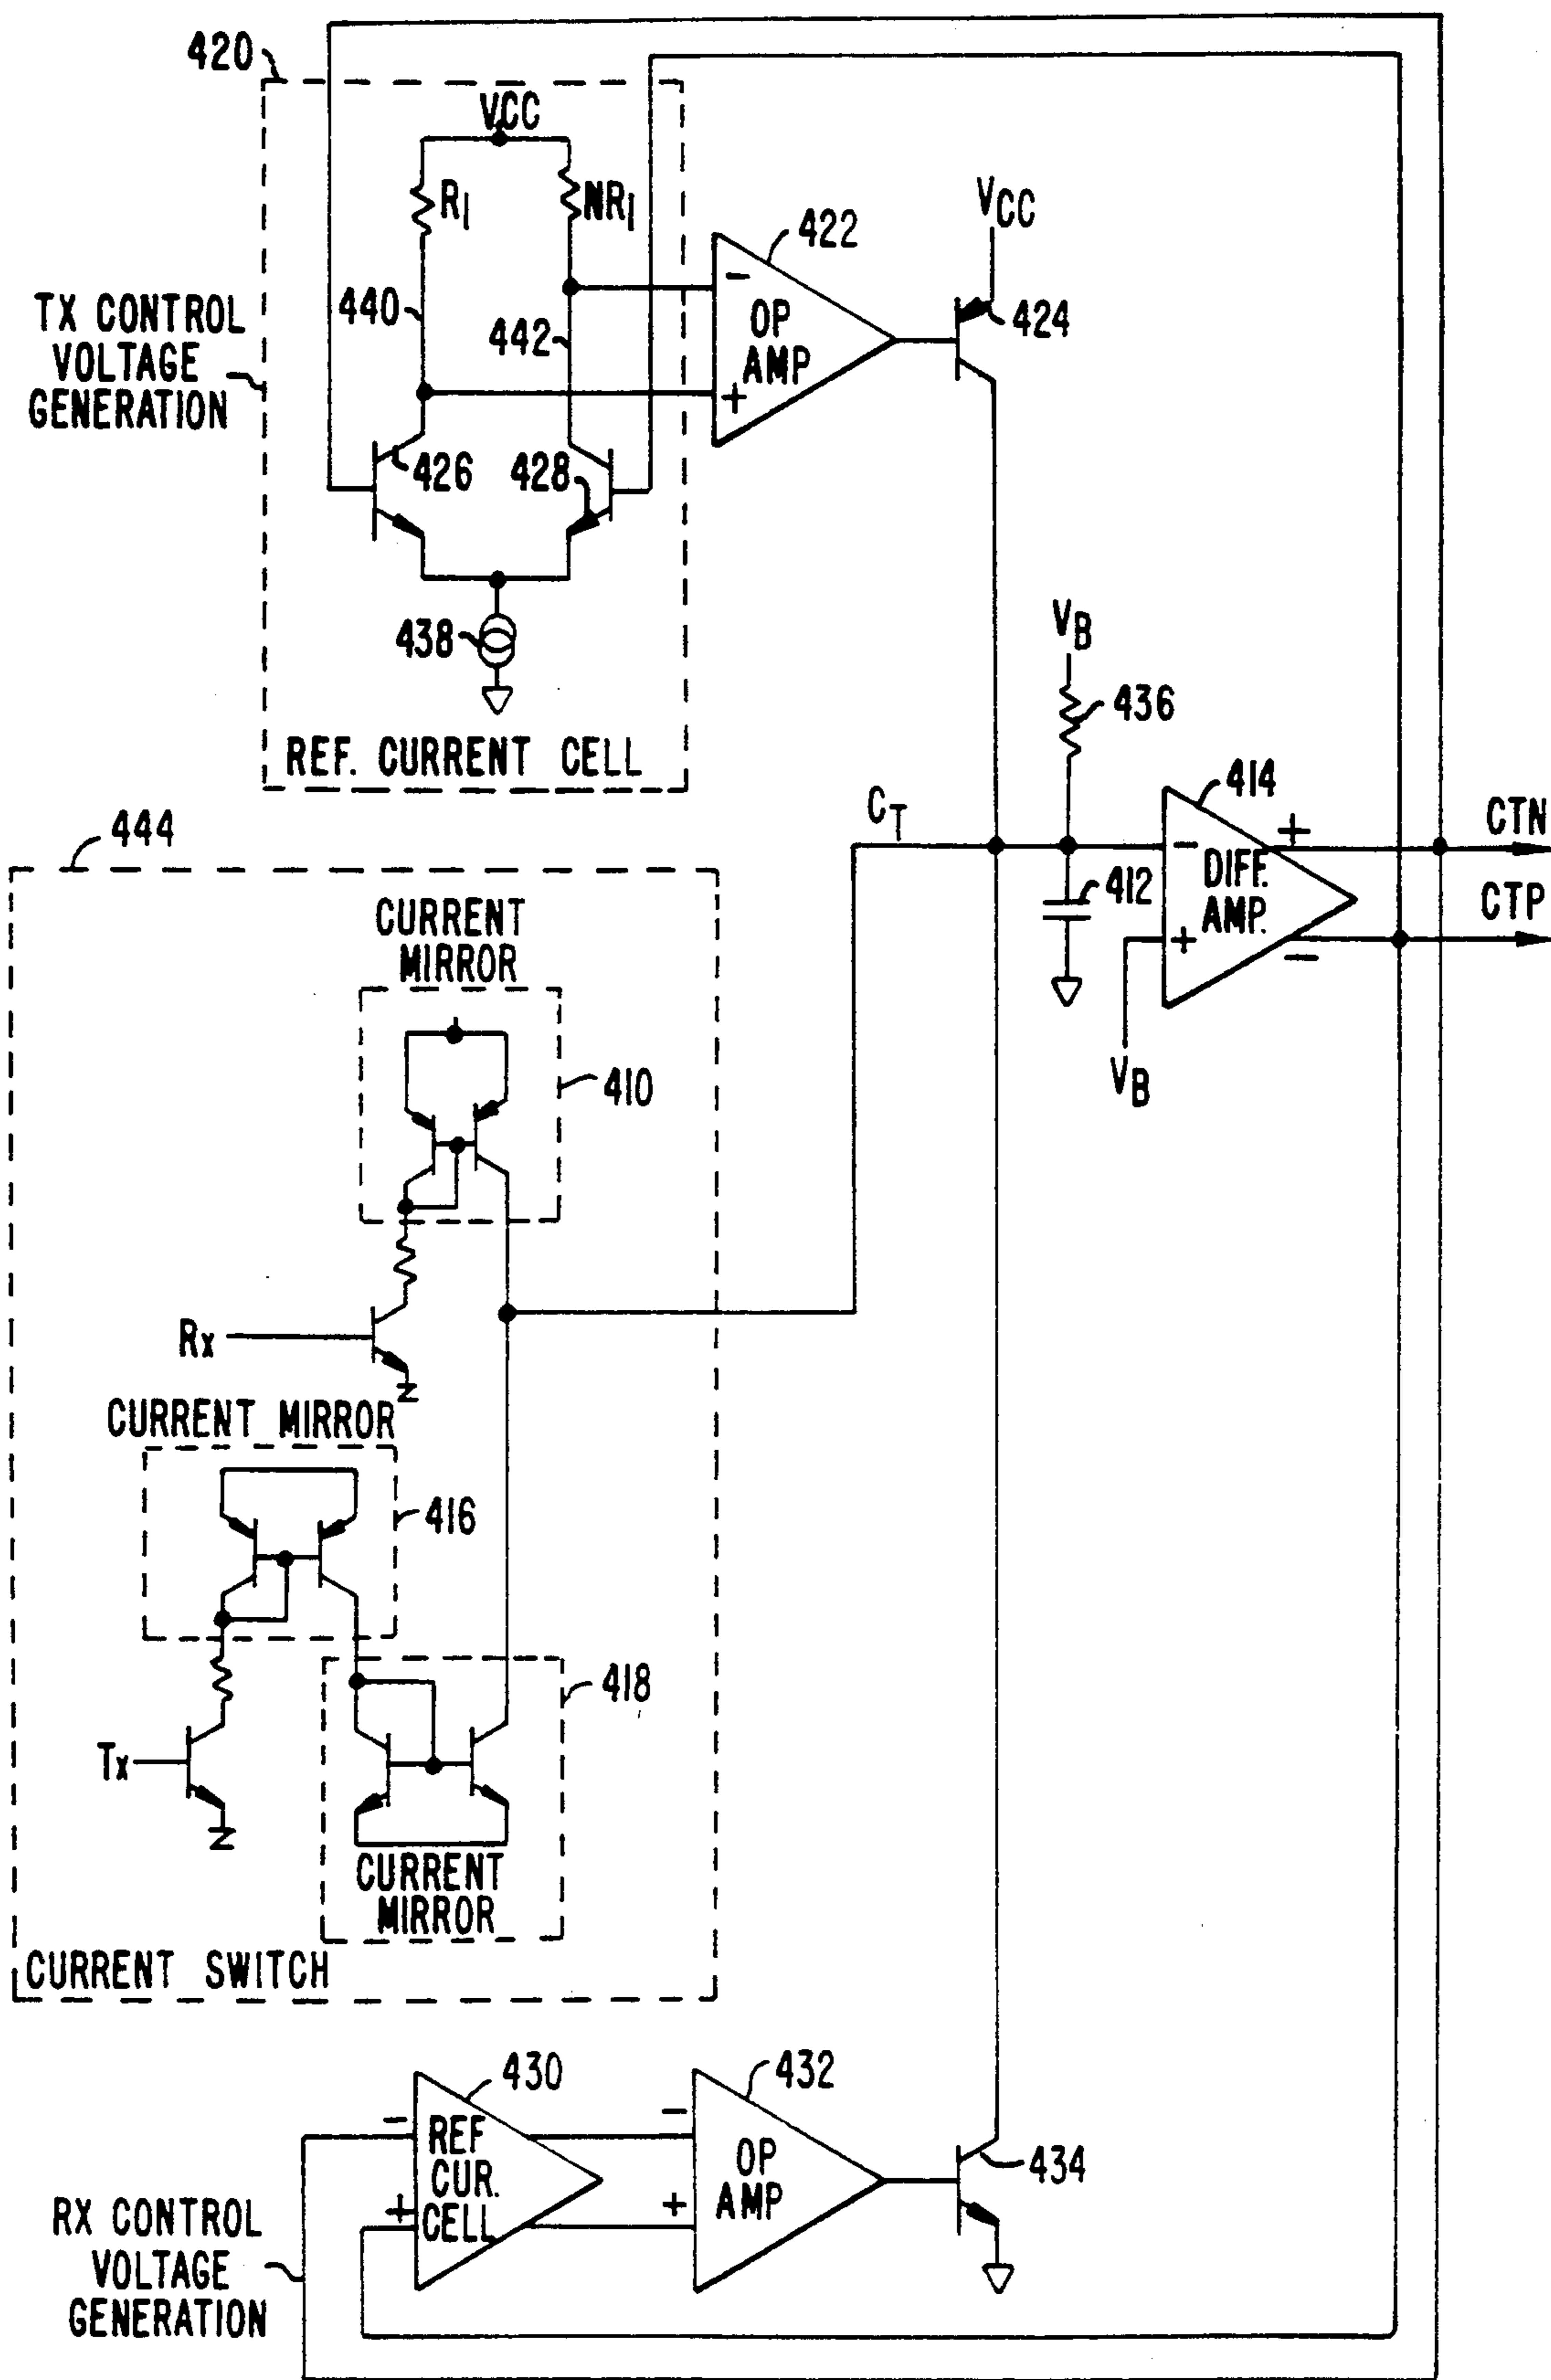 420
VCC
R1
NR1
VCC
422
-
OP
AMP
+
424
440
442
TX CONTROL
VOLTAGE
GENERATION
426
428
438
REF. CURRENT CELL
VB
436
414
CT
-
DIFF.
AMP.
+
+
-
CTN
CTP
412
VB
444
CURRENT
MIRROR
410
Rx
CURRENT MIRROR
416
418
Tx
CURRENT
MIRROR
CURRENT SWITCH
430
-
REF
CUR.
CELL
+
432
-
OP
AMP
+
434
RX CONTROL
VOLTAGE
GENERATION